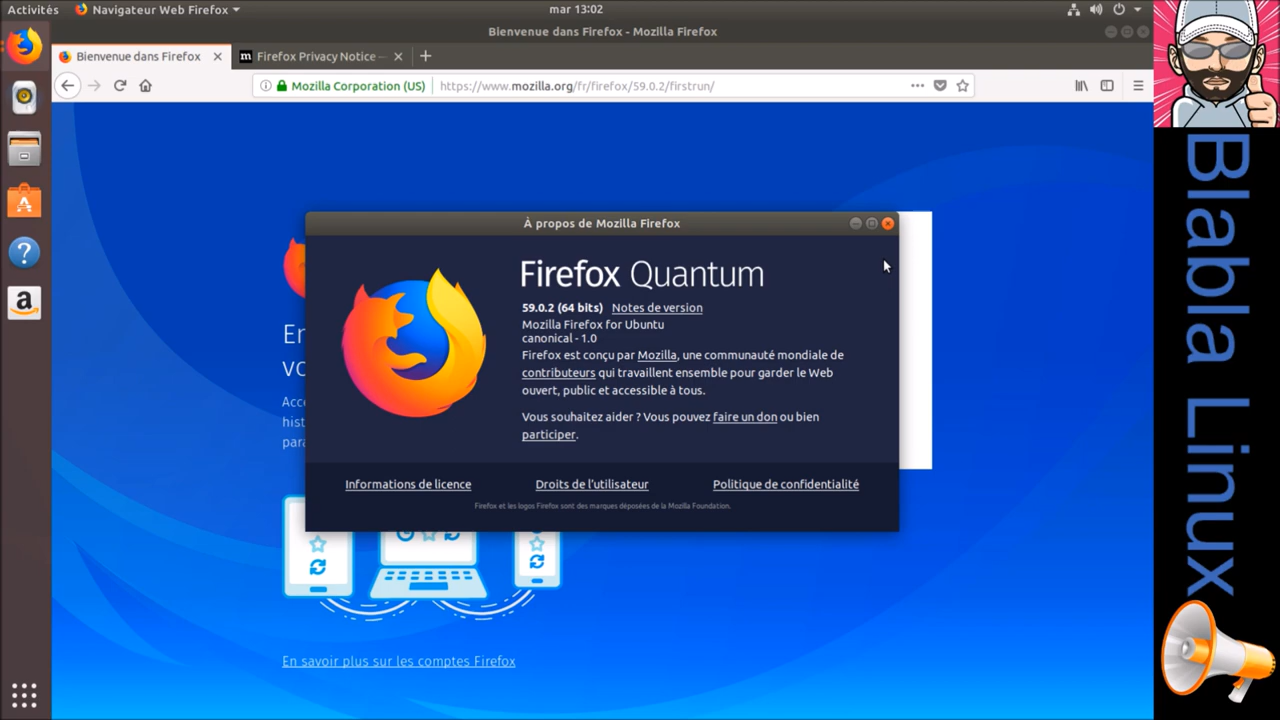 Activités
Navigateur Web Firefox
mar 13:02
Bienvenue dans Firefox - Mozilla Firefox
Bienvenue dans Firefox
Firefox Privacy Notice
Mozilla Corporation (US)
https://www.mozilla.org/fr/firefox/59.0.2/firstrun/
À propos de Mozilla Firefox
Firefox Quantum
59.0.2 (64 bits) Notes de version
Mozilla Firefox for Ubuntu
canonical - 1.0
Firefox est conçu par Mozilla, une communauté mondiale de
contributeurs qui travaillent ensemble pour garder le Web
ouvert, public et accessible à tous.
Vous souhaitez aider ? Vous pouvez faire un don ou bien
participer.
Informations de licence
Droits de l'utilisateur
Politique de confidentialité
Firefox et les logos Firefox sont des marques déposées de la Mozilla Foundation.
En savoir plus sur les comptes Firefox
Blabla Linux